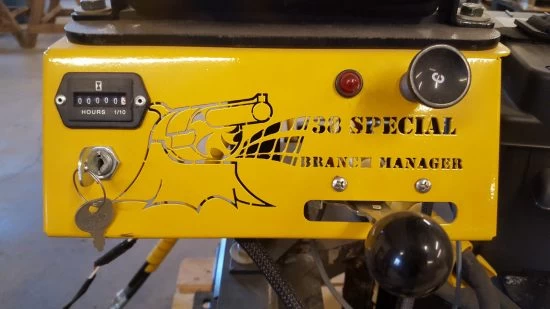 HOURS 1/10
'38 SPECIAL
BRANCH MANAGER